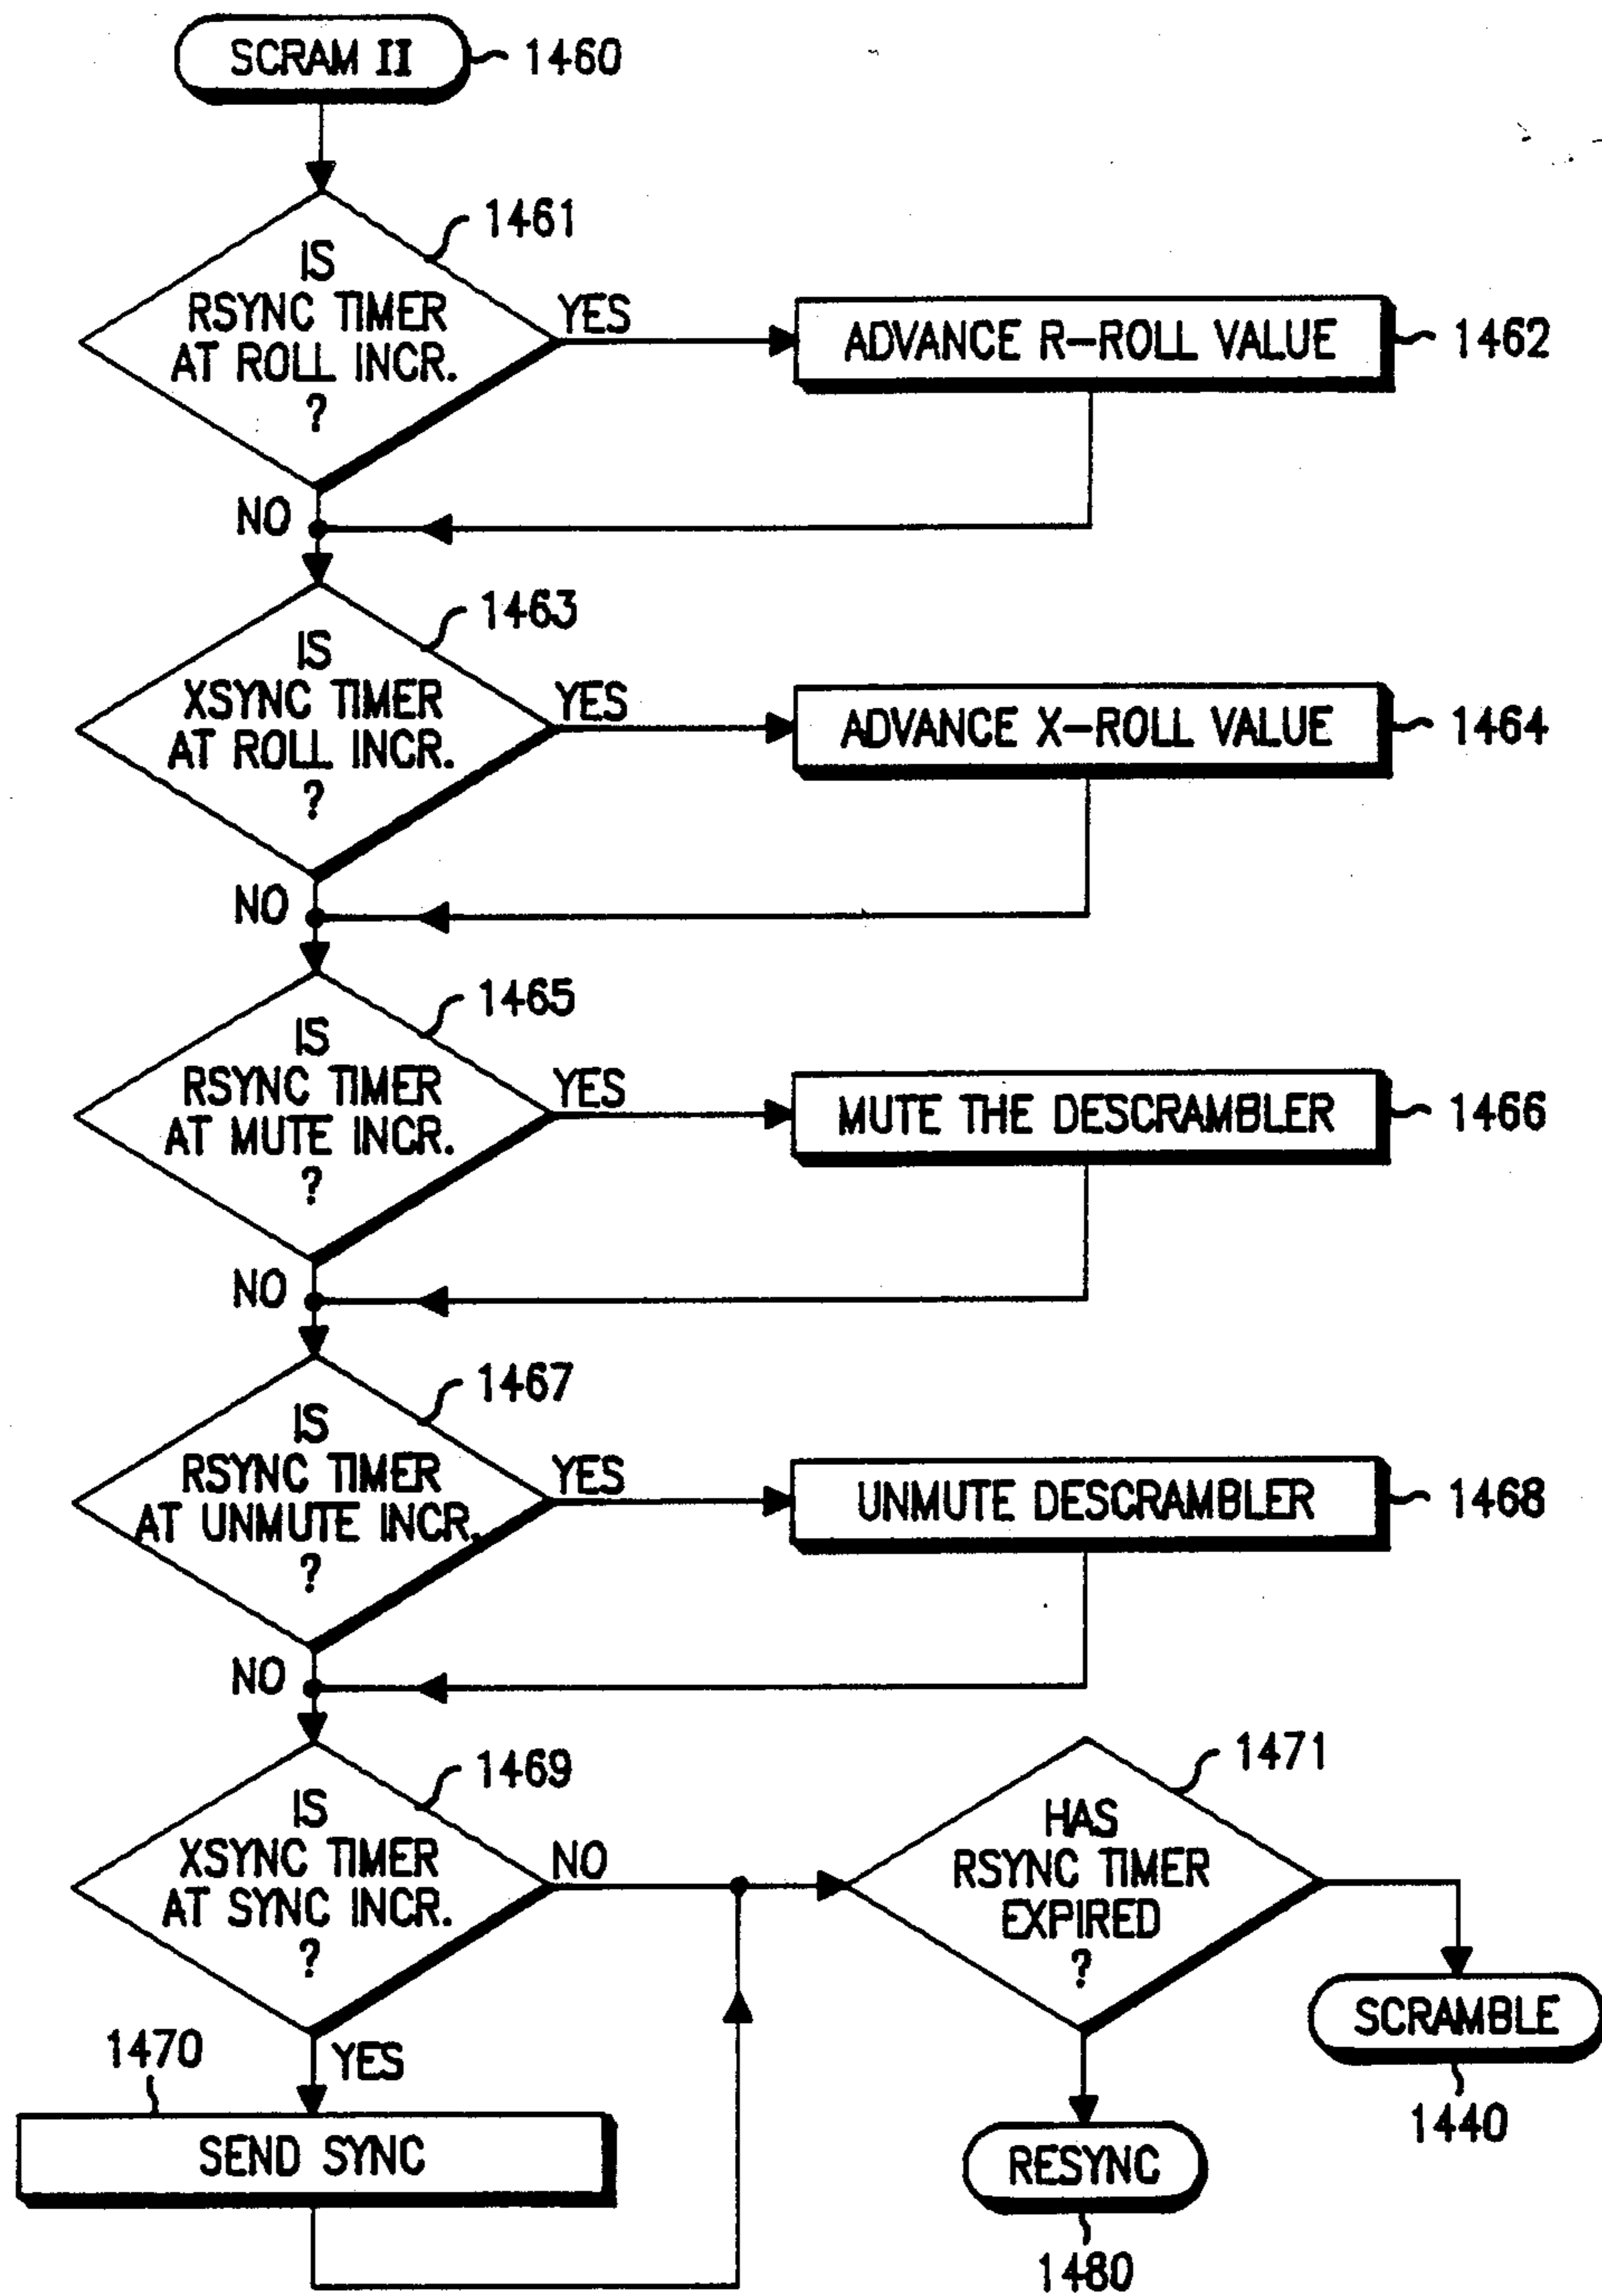 SCRAM II
1460
1461
IS
RSYNC TIMER
AT ROLL INCR.
?
YES
ADVANCE R-ROLL VALUE
1462
NO
1463
IS
XSYNC TIMER
AT ROLL INCR.
?
YES
ADVANCE X-ROLL VALUE
1464
NO
1465
IS
RSYNC TIMER
AT MUTE INCR.
?
YES
MUTE THE DESCRAMBLER
1466
NO
1467
IS
RSYNC TIMER
AT UNMUTE INCR.
?
YES
UNMUTE DESCRAMBLER
1468
NO
1469
IS
XSYNC TIMER
AT SYNC INCR.
?
NO
YES
1470
SEND SYNC
1471
HAS
RSYNC TIMER
EXPIRED
?
SCRAMBLE
1440
RESYNC
1480